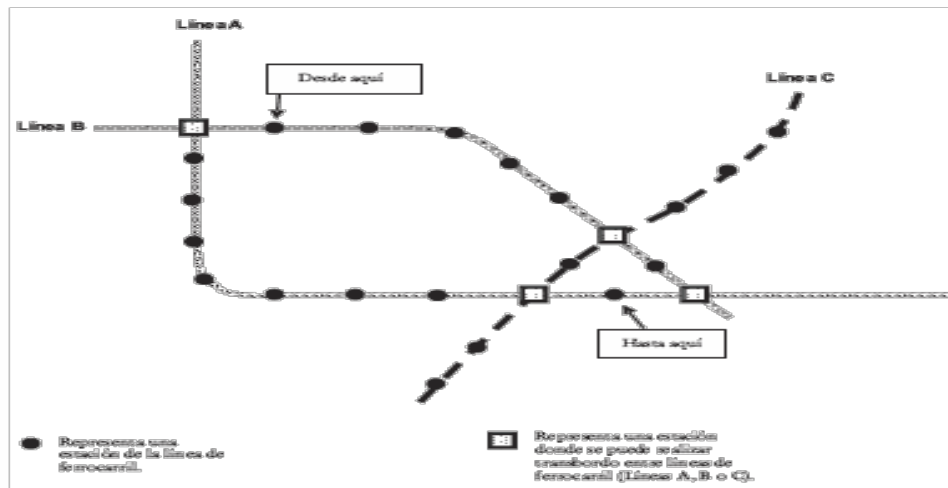 Línea A
Desde aquí
Línea C
Línea B
Hasta aquí
Representa una
estación de la línea de
ferrocarril.
Representa una estación
donde se puede realizar
transbordo entre líneas de
ferrocarril (Líneas A, B o C).